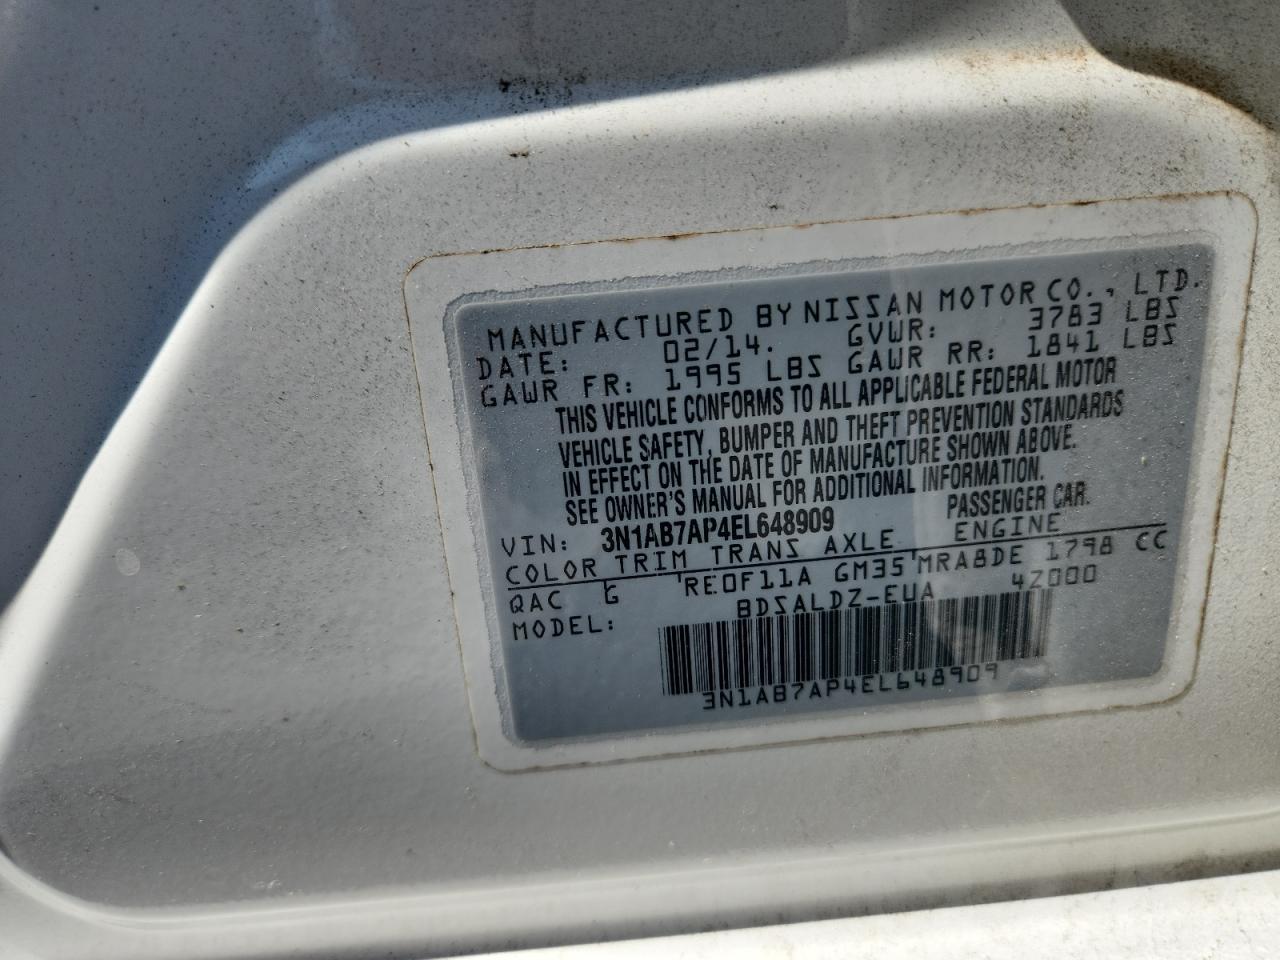 MANUFACTURED BY NISSAN MOTOR CO., LTD.
DATE: 02/14. GVWR: 3783 LBS
GAWR FR: 1995 LBS GAWR RR: 1841 LBS
THIS VEHICLE CONFORMS TO ALL APPLICABLE FEDERAL MOTOR
VEHICLE SAFETY, BUMPER AND THEFT PREVENTION STANDARDS
IN EFFECT ON THE DATE OF MANUFACTURE SHOWN ABOVE.
SEE OWNER'S MANUAL FOR ADDITIONAL INFORMATION.
VIN: 3N1AB7AP4EL648909 PASSENGER CAR.
COLOR TRIM TRANS AXLE ENGINE
QAC G RE0F11A GM35 MRA8DE 1798 CC
MODEL: BDSALDZ-EUA 4Z000
3N1AB7AP4EL648909